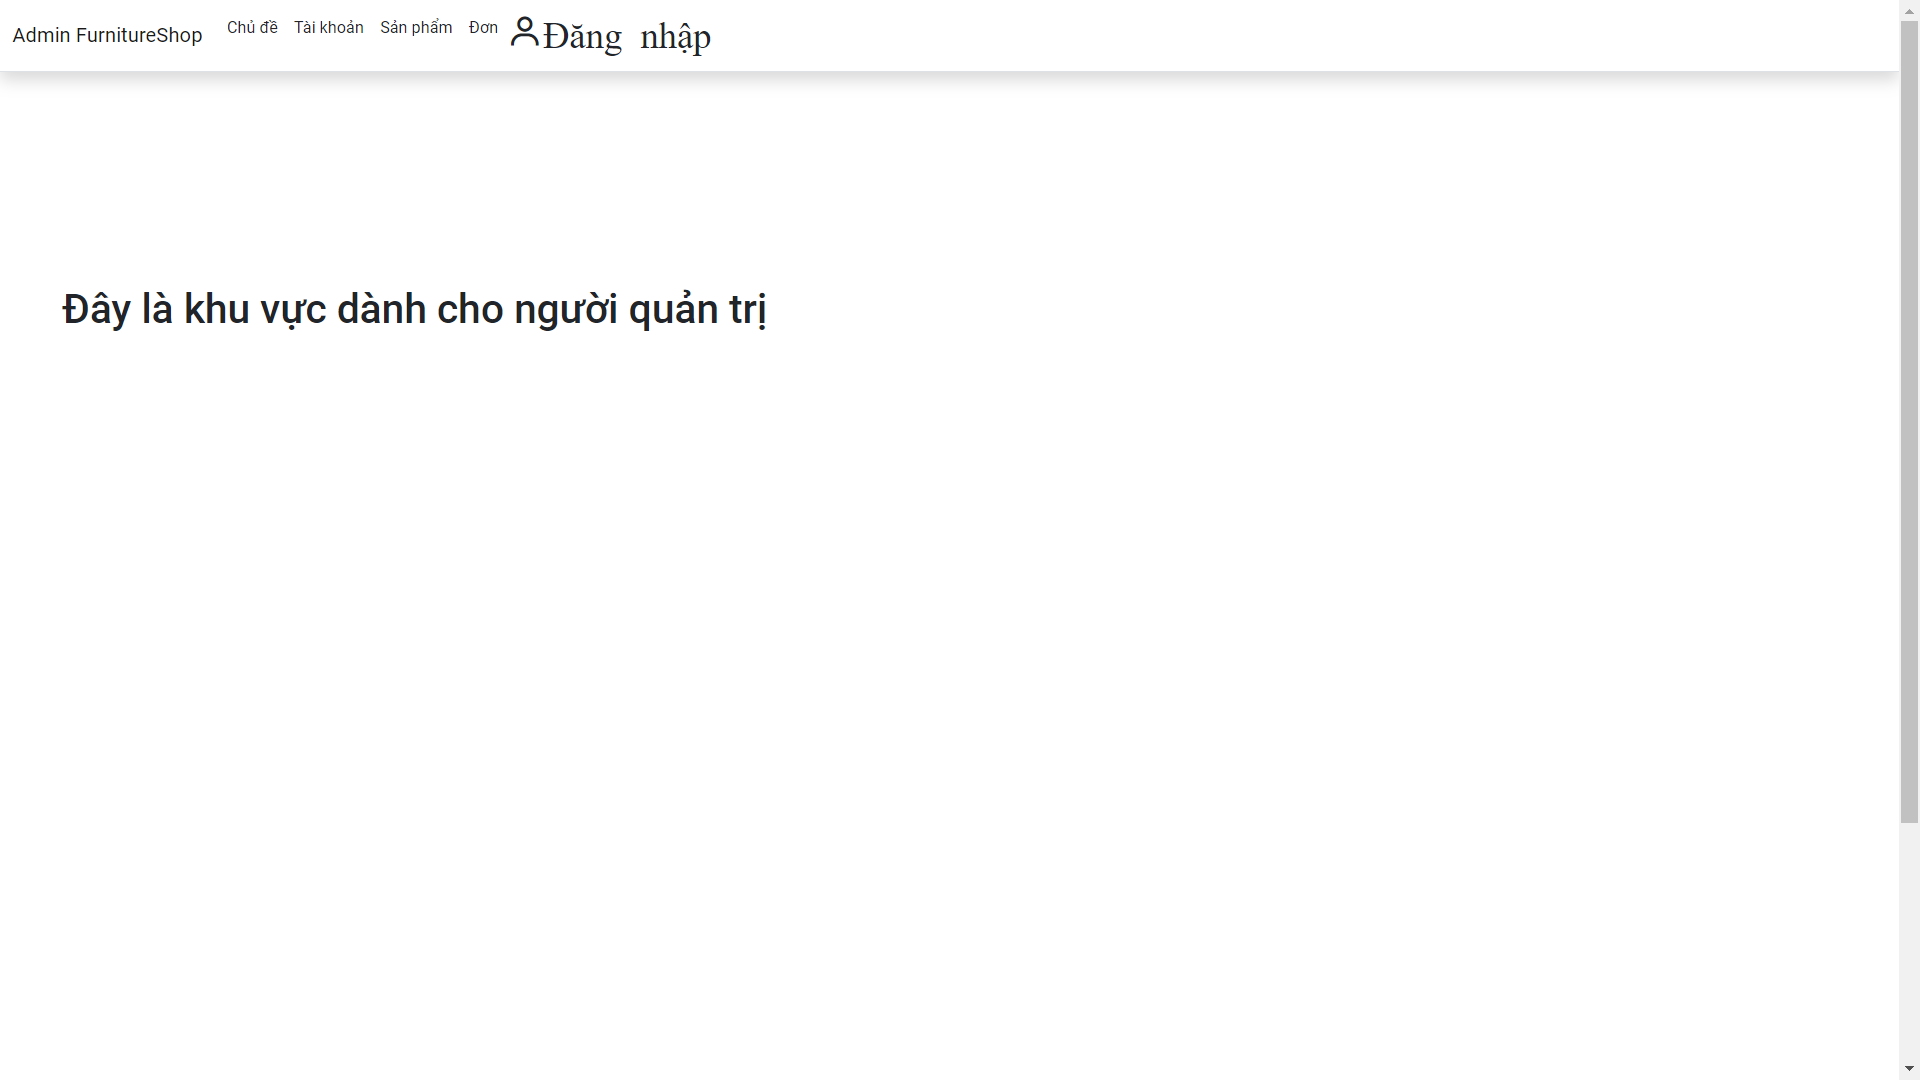 Admin FurnitureShop Chủ đề Tài khoản Sản phẩm Đơn Đăng nhập
Đây là khu vực dành cho người quản trị